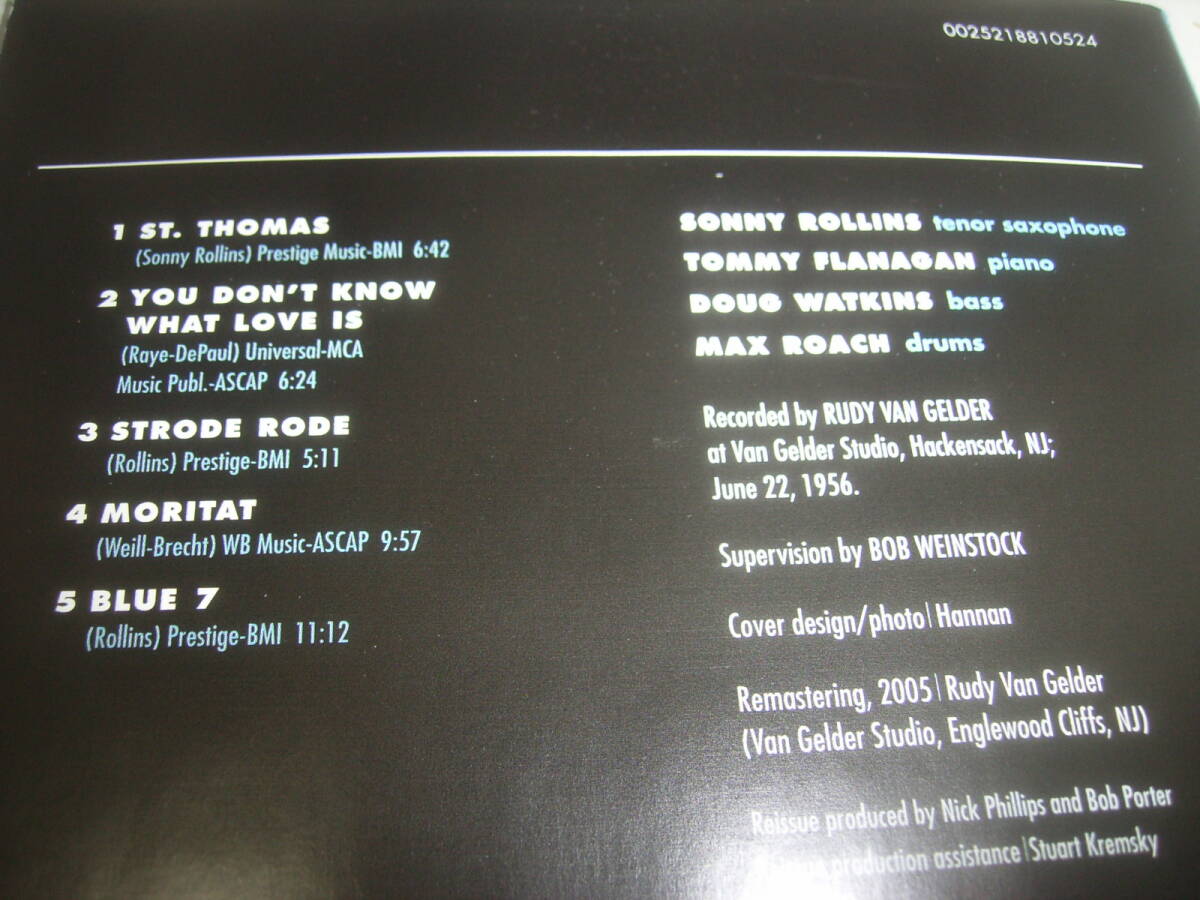 0025218810524
1 ST. THOMAS
(Sonny Rollins) Prestige Music-BMI 6:42
2 YOU DON'T KNOW
WHAT LOVE IS
(Raye-DePaul) Universal-MCA
Music Publ.-ASCAP 6:24
3 STRODE RODE
(Rollins) Prestige-BMI 5:11
4 MORITAT
(Weill-Brecht) WB Music-ASCAP 9:57
5 BLUE 7
(Rollins) Prestige-BMI 11:12
SONNY ROLLINS tenor saxophone
TOMMY FLANAGAN piano
DOUG WATKINS bass
MAX ROACH drums
Recorded by RUDY VAN GELDER
at Van Gelder Studio, Hackensack, NJ;
June 22, 1956.
Supervision by BOB WEINSTOCK
Cover design/photo|Hannan
Remastering, 2005|Rudy Van Gelder
(Van Gelder Studio, Englewood Cliffs, NJ)
Reissue produced by Nick Phillips and Bob Porter
production assistance|Stuart Kremsky